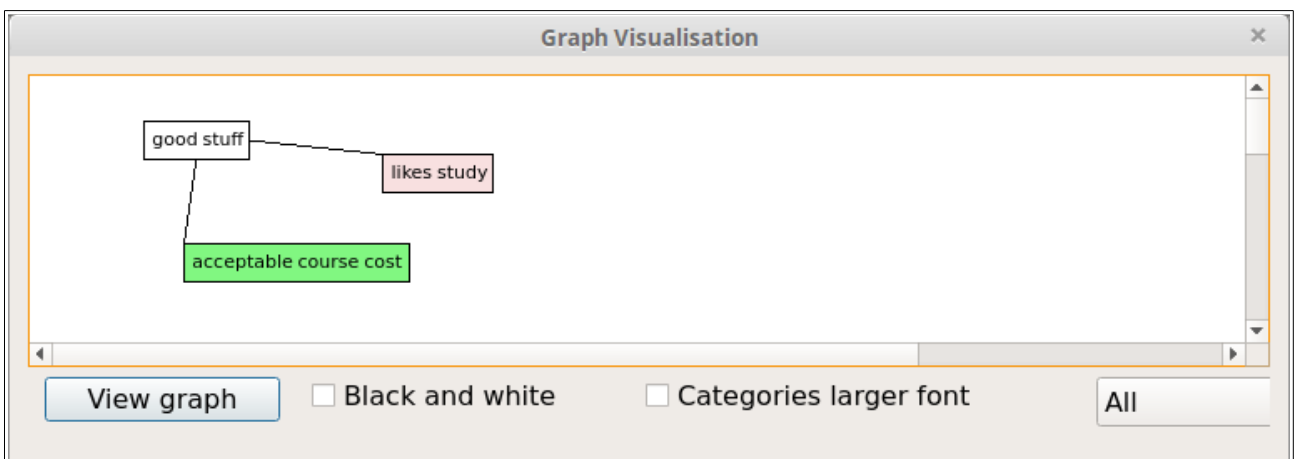 Graph Visualisation
good stuff
likes study
acceptable course cost
View graph
Black and white
Categories larger font
All